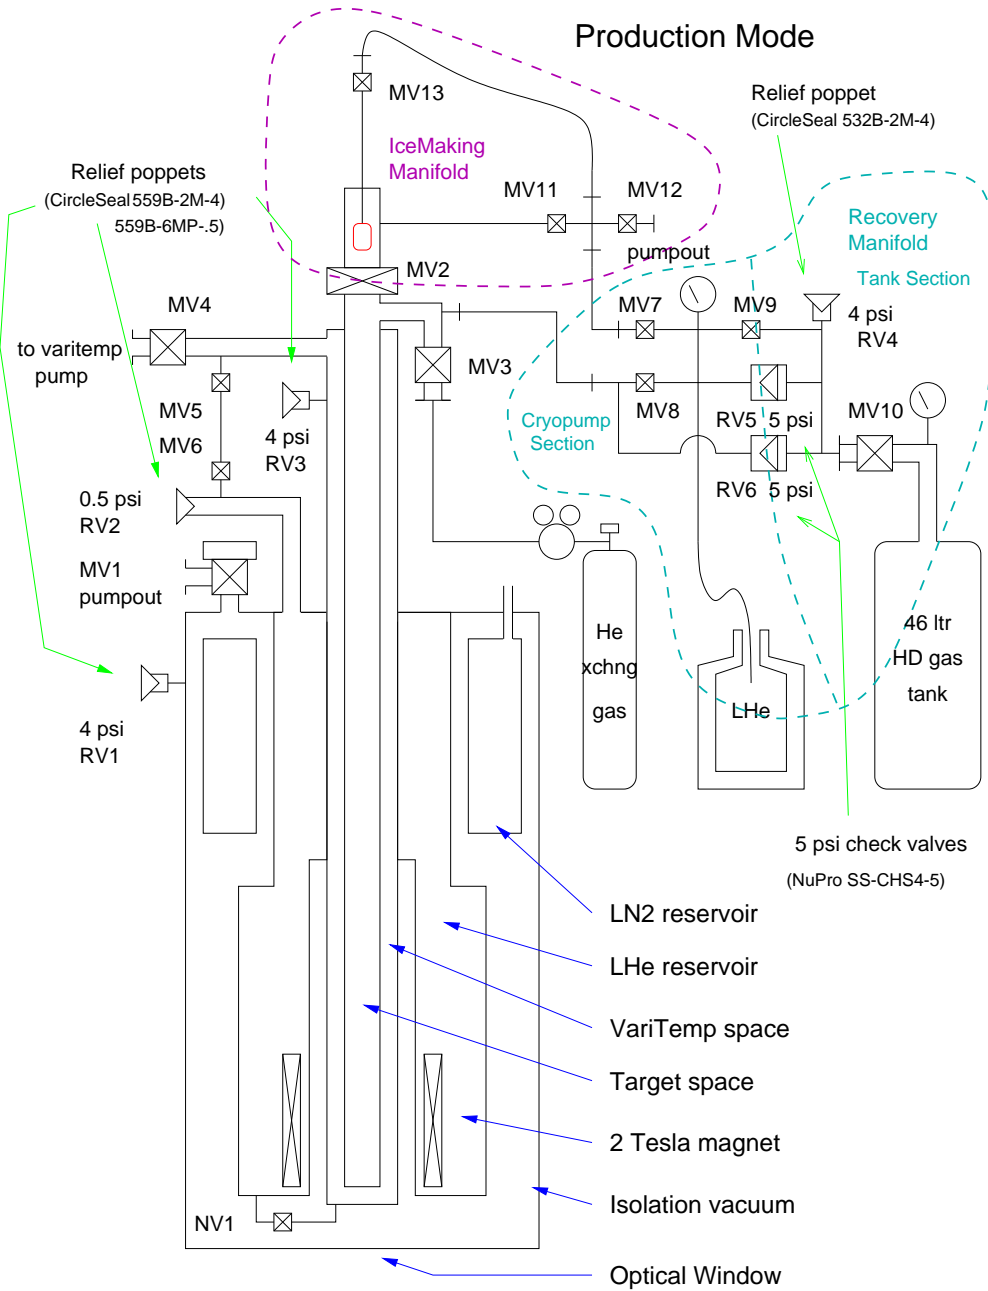 Production Mode
MV13
Relief poppet
(CircleSeal 532B-2M-4)
IceMaking
Manifold
Relief poppets
(CircleSeal 559B-2M-4)
559B-6MP-.5)
MV11
MV12
Recovery
Manifold
pumpout
MV2
Tank Section
MV4
MV7
MV9
4 psi
RV4
to varitemp
pump
MV3
MV5
MV8
RV5
5 psi
MV10
Cryopump
Section
MV6
4 psi
RV3
RV6
5 psi
0.5 psi
RV2
MV1
pumpout
He
xchng
gas
46 ltr
HD gas
tank
LHe
4 psi
RV1
5 psi check valves
(NuPro SS-CHS4-5)
LN2 reservoir
LHe reservoir
VariTemp space
Target space
2 Tesla magnet
Isolation vacuum
NV1
Optical Window